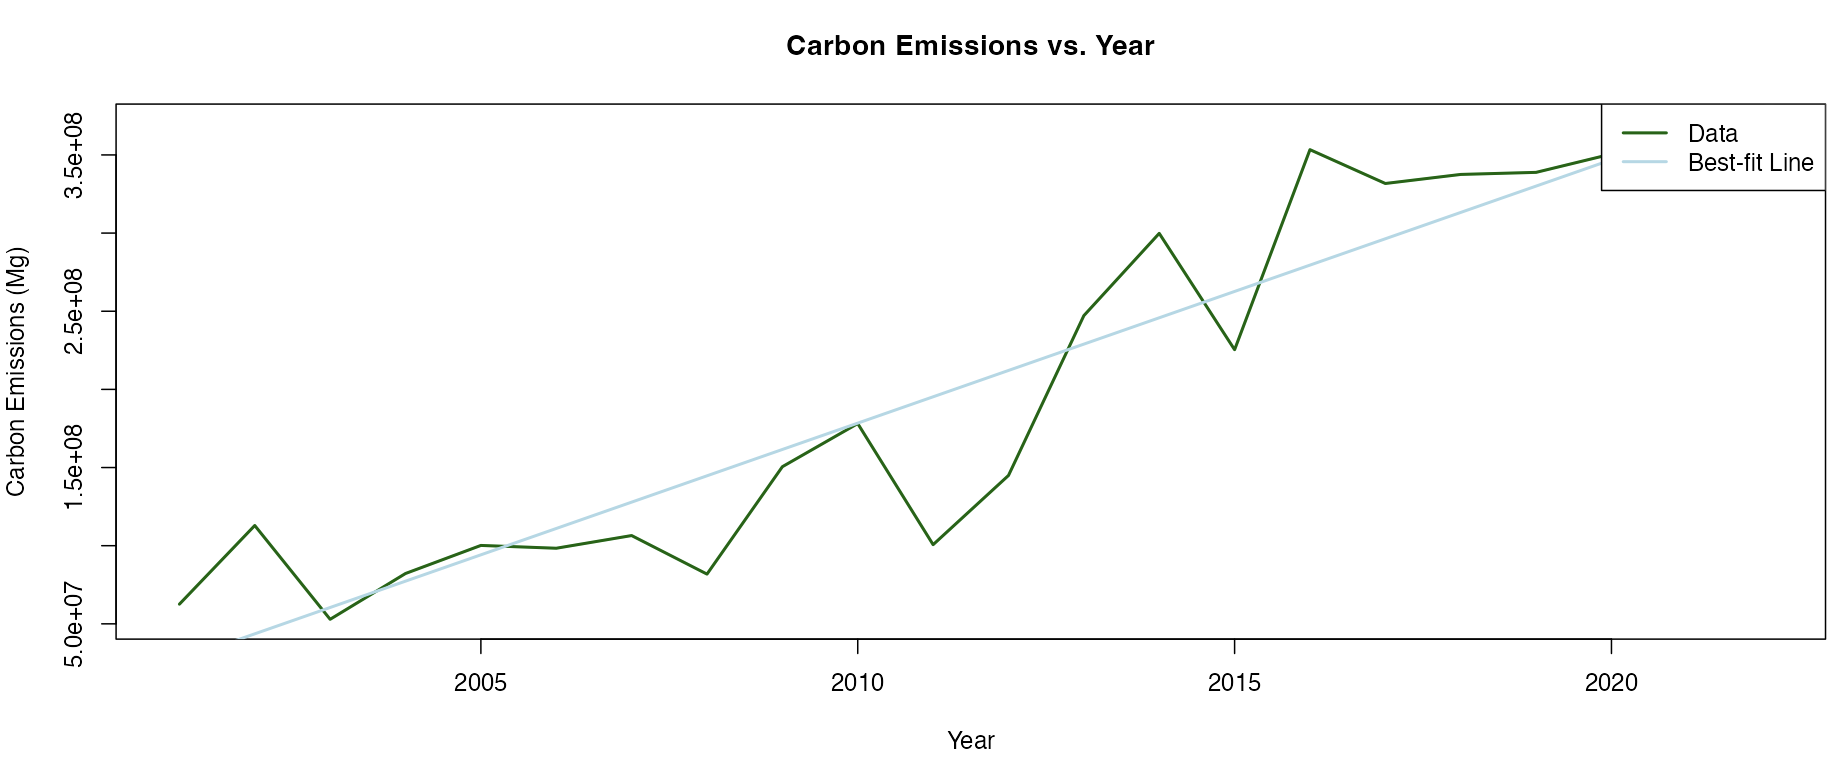 Carbon Emissions vs. Year
Data
Best-fit Line
Carbon Emissions (Mg)
3.5e+08
2.5e+08
1.5e+08
5.0e+07
2005 2010 2015 2020
Year